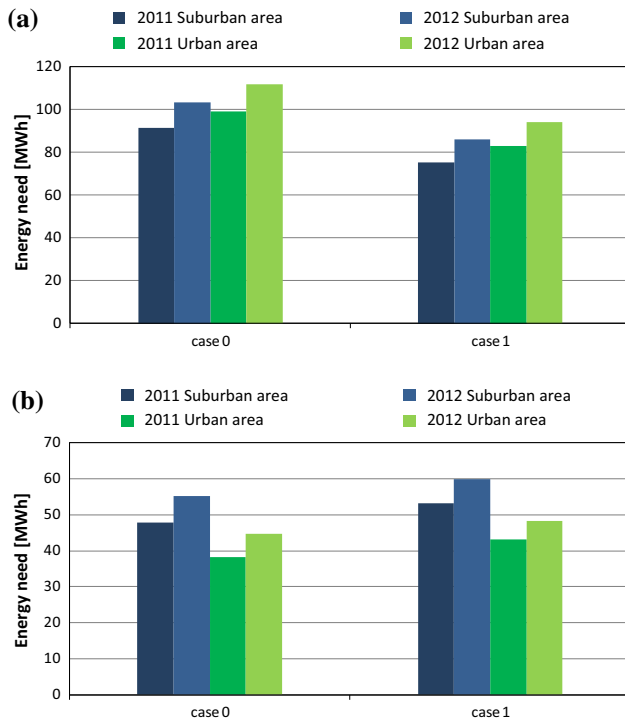 (a)
2011 Suburban area
2012 Suburban area
2011 Urban area
2012 Urban area
Energy need [MWh]
120
100
80
60
40
20
0
case 0
case 1
(b)
2011 Suburban area
2012 Suburban area
2011 Urban area
2012 Urban area
Energy need [MWh]
70
60
50
40
30
20
10
0
case 0
case 1